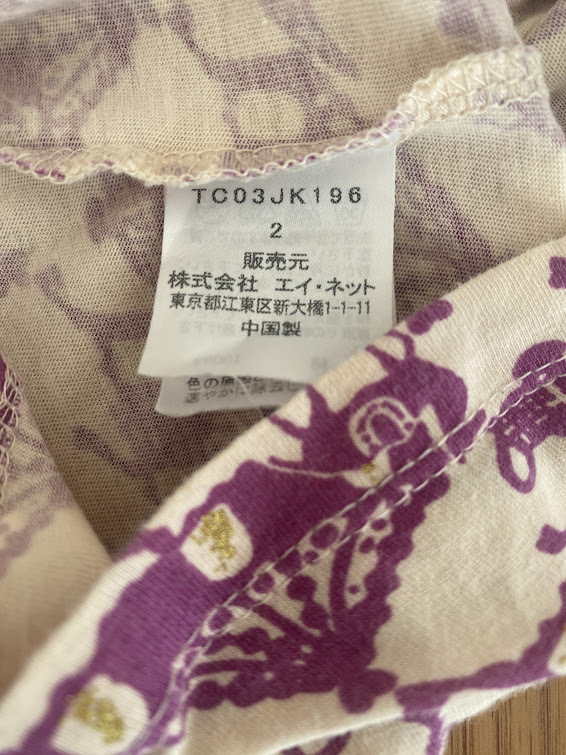 TC03JK196
2
販売元
株式会社 エイ・ネット
東京都江東区新大橋1-1-11
中国製